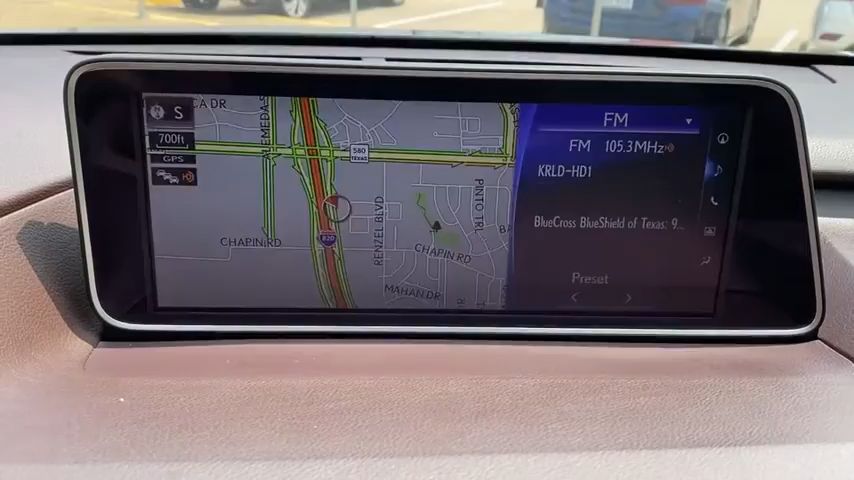 S
CA DR
700ft
GPS
580
TEXAS
820
CHAPIN RD
RENZEL BLVD
PINTO TRL
CHAPIN RD
MAHAN DR
DR
FM
FM 105.3MHz
KRLD-HD1
BlueCross BlueShield of Texas: 9...
Preset